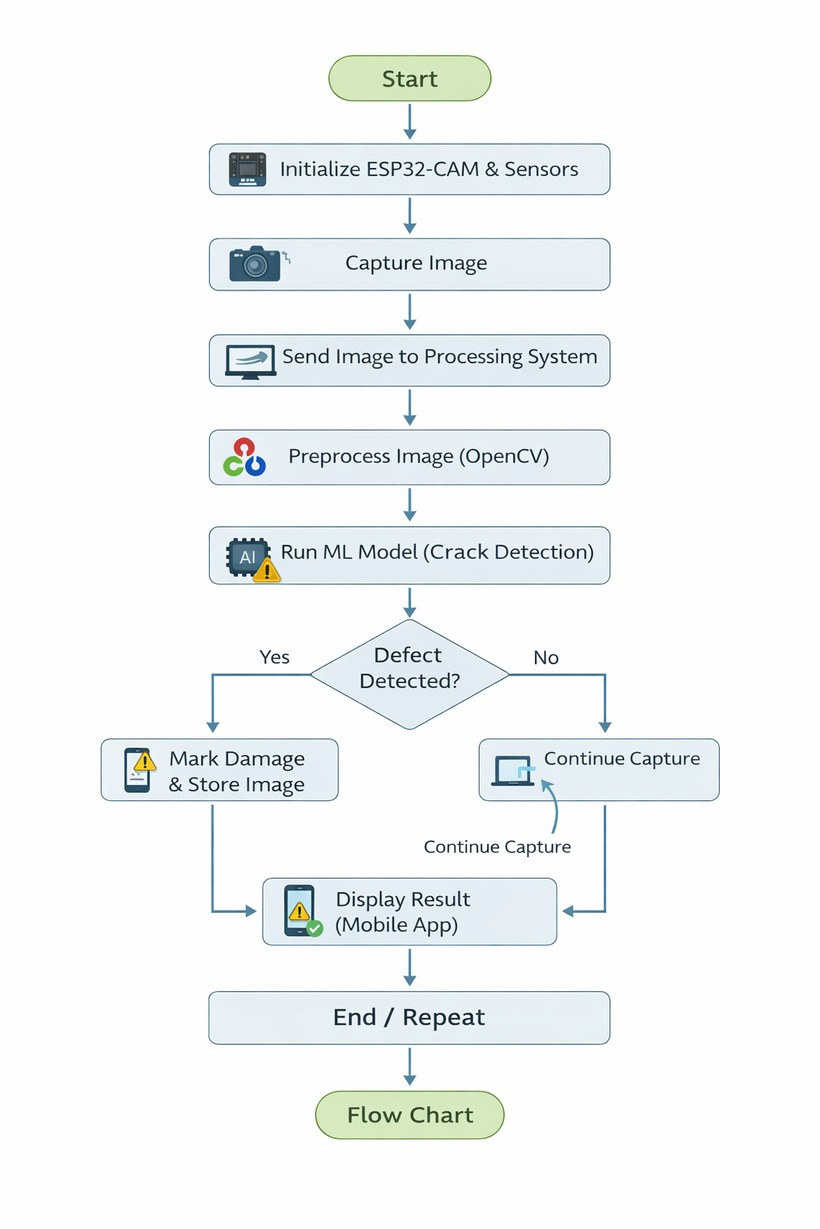 Start
Initialize ESP32-CAM & Sensors
Capture Image
Send Image to Processing System
Preprocess Image (OpenCV)
AI
Run ML Model (Crack Detection)
Defect
Detected?
Yes
No
Mark Damage
& Store Image
Continue Capture
Continue Capture
Display Result
(Mobile App)
End / Repeat
Flow Chart